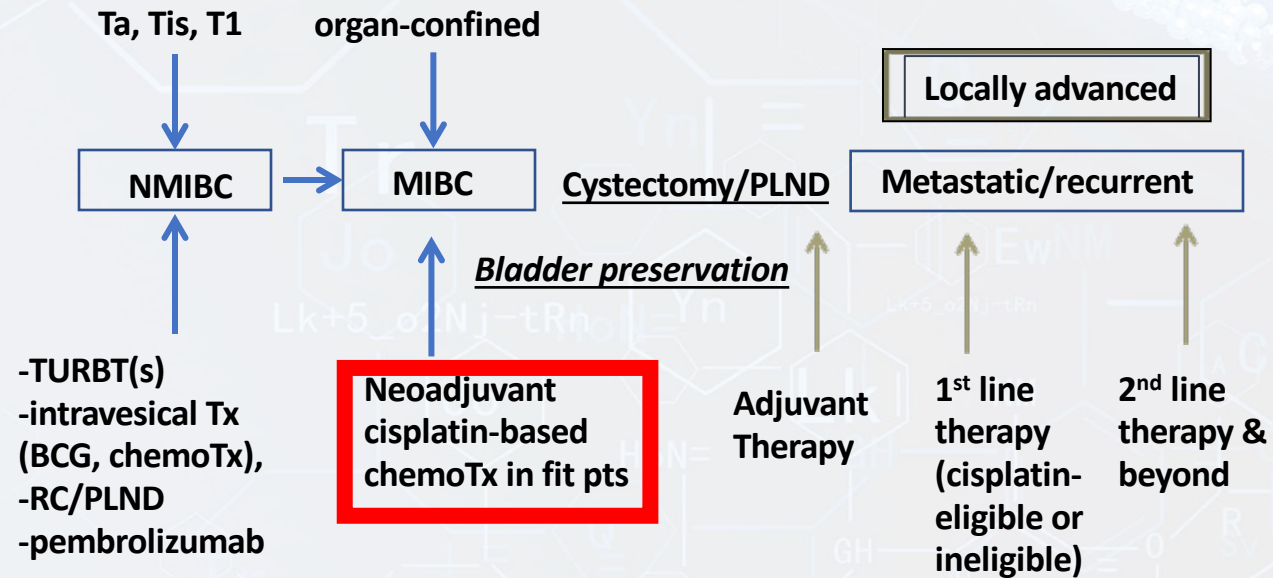 Ta, Tis, T1
organ-confined
Locally advanced
NMIBC
MIBC
Cystectomy/PLND
Metastatic/recurrent
Bladder preservation
-TURBT(s)
-intravesical Tx
(BCG, chemoTx),
-RC/PLND
-pembrolizumab
Neoadjuvant
cisplatin-based
chemoTx in fit pts
Adjuvant
Therapy
1st line
therapy
(cisplatin-
eligible or
ineligible)
2nd line
therapy &
beyond